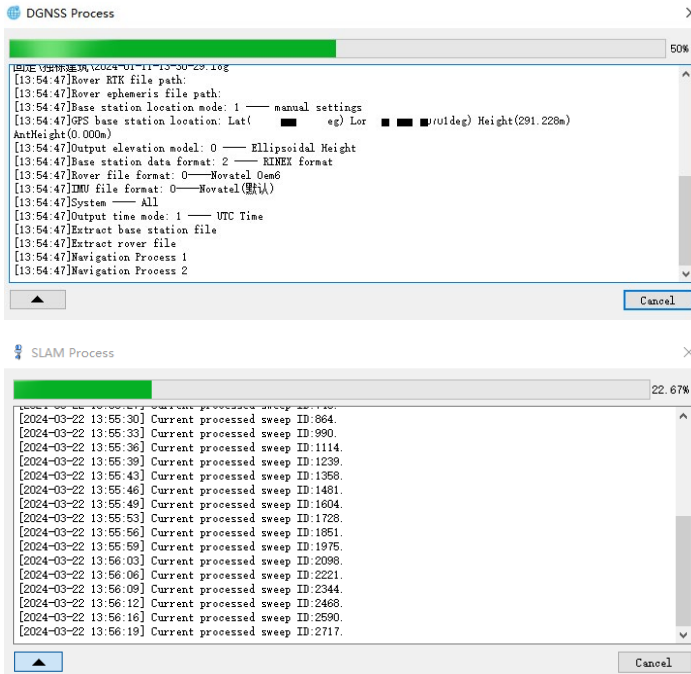 DGNSS Process
50%
2024-01-11-13-30-29.log
[13:54:47]Rover RTK file path:
[13:54:47]Rover ephemeris file path:
[13:54:47]Base station location mode: 1 —— manual settings
[13:54:47]GPS base station location: Lat( eg) Lor 701deg) Height(291.228m)
AntHeight(0.000m)
[13:54:47]Output elevation model: 0 —— Ellipsoidal Height
[13:54:47]Base station data format: 2 —— RINEX format
[13:54:47]Rover file format: 0——Novatel Oem6
[13:54:47]IMU file format: 0——Novatel(默认)
[13:54:47]System —— All
[13:54:47]Output time mode: 1 —— UTC Time
[13:54:47]Extract base station file
[13:54:47]Extract rover file
[13:54:47]Navigation Process 1
[13:54:47]Navigation Process 2
Cancel
SLAM Process
22.67%
[2024-03-22 13:55:30] Current processed sweep ID:864.
[2024-03-22 13:55:33] Current processed sweep ID:990.
[2024-03-22 13:55:36] Current processed sweep ID:1114.
[2024-03-22 13:55:39] Current processed sweep ID:1239.
[2024-03-22 13:55:43] Current processed sweep ID:1358.
[2024-03-22 13:55:46] Current processed sweep ID:1481.
[2024-03-22 13:55:49] Current processed sweep ID:1604.
[2024-03-22 13:55:53] Current processed sweep ID:1728.
[2024-03-22 13:55:56] Current processed sweep ID:1851.
[2024-03-22 13:55:59] Current processed sweep ID:1975.
[2024-03-22 13:56:03] Current processed sweep ID:2098.
[2024-03-22 13:56:06] Current processed sweep ID:2221.
[2024-03-22 13:56:09] Current processed sweep ID:2344.
[2024-03-22 13:56:12] Current processed sweep ID:2468.
[2024-03-22 13:56:16] Current processed sweep ID:2590.
[2024-03-22 13:56:19] Current processed sweep ID:2717.
Cancel